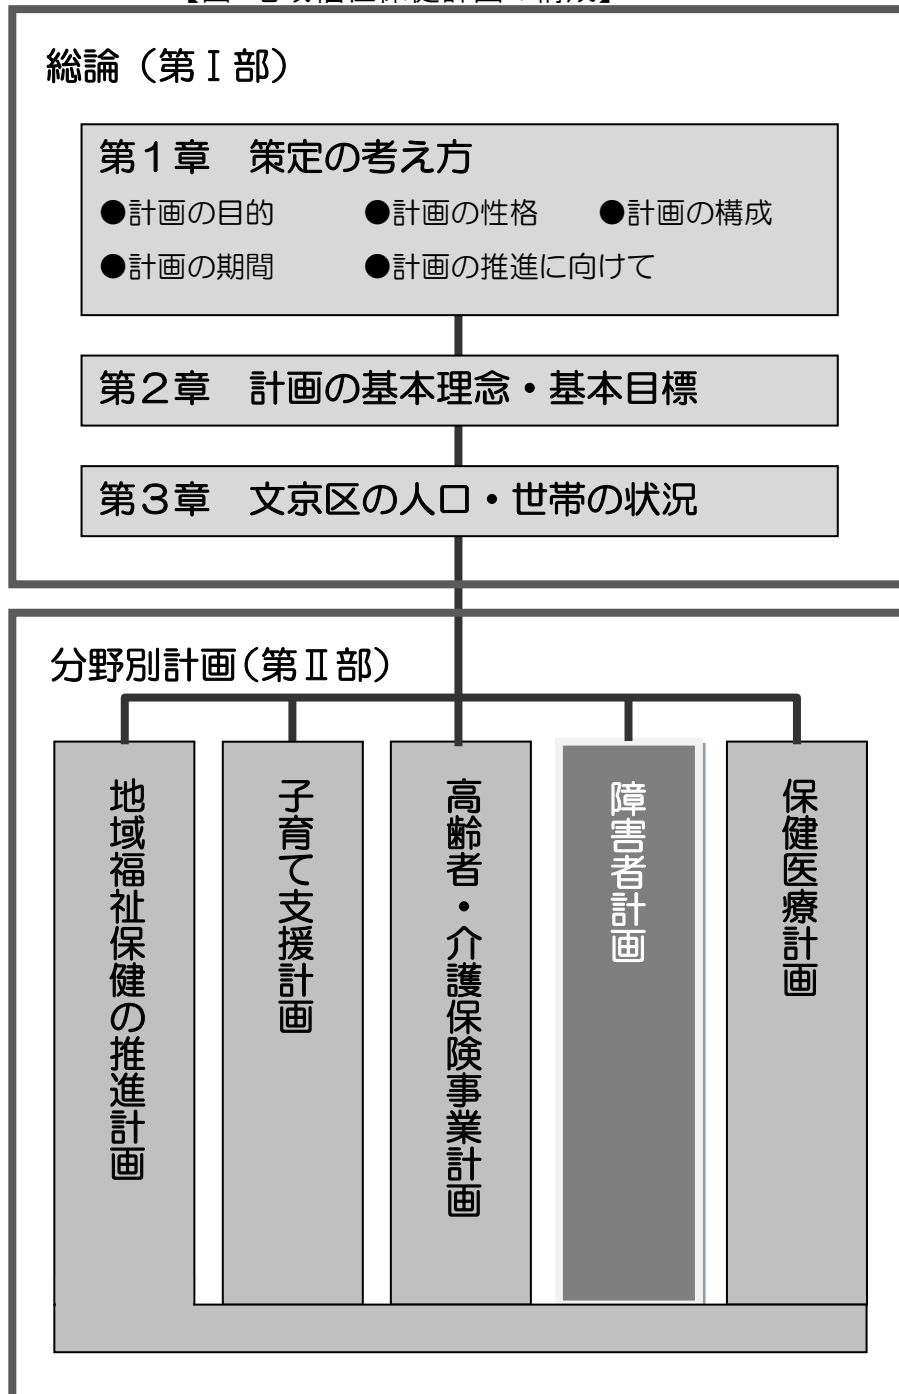 総論（第Ⅰ部）
第１章　策定の考え方
●計画の目的　●計画の性格　●計画の構成
●計画の期間　●計画の推進に向けて
第２章　計画の基本理念・基本目標
第３章　文京区の人口・世帯の状況
分野別計画（第Ⅱ部）
地域福祉保健の推進計画
子育て支援計画
高齢者・介護保険事業計画
障害者計画
保健医療計画